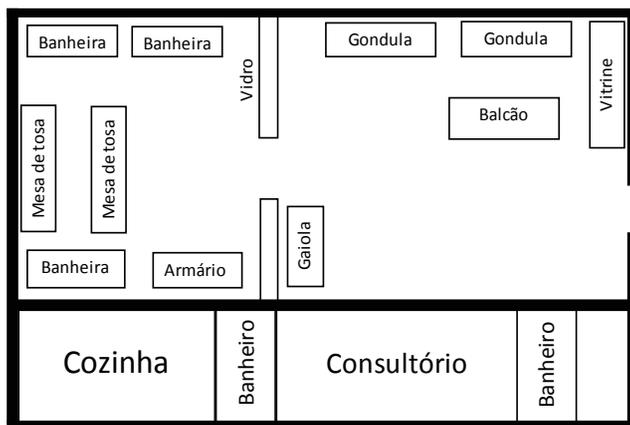 Banheira
Banheira
Vidro
Gondula
Gondula
Vitrine
Balcão
Mesa de tosa
Mesa de tosa
Banheira
Armário
Gaiola
Cozinha
Banheiro
Consultório
Banheiro